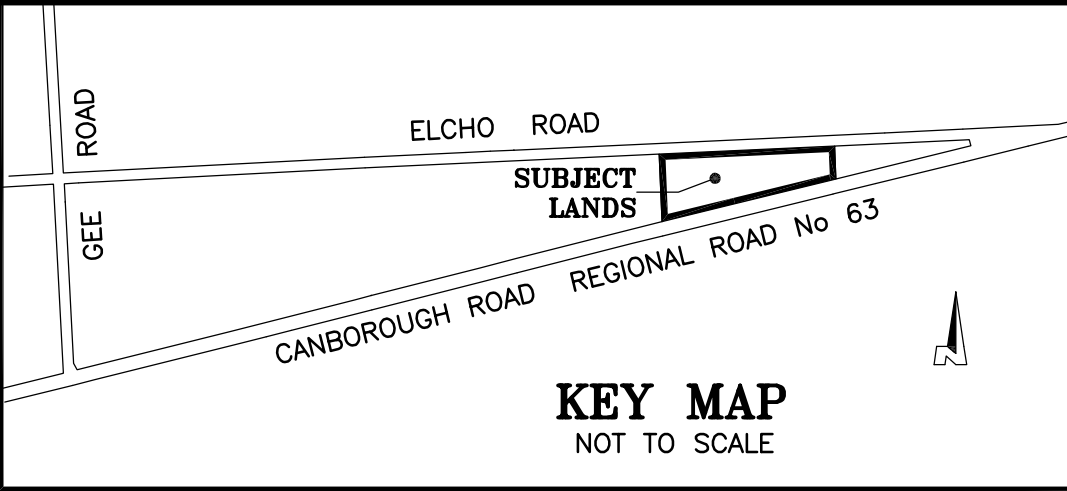 ELCHO ROAD
GEE ROAD
SUBJECT
LANDS
CANBOROUGH ROAD REGIONAL ROAD No 63
N
KEY MAP
NOT TO SCALE